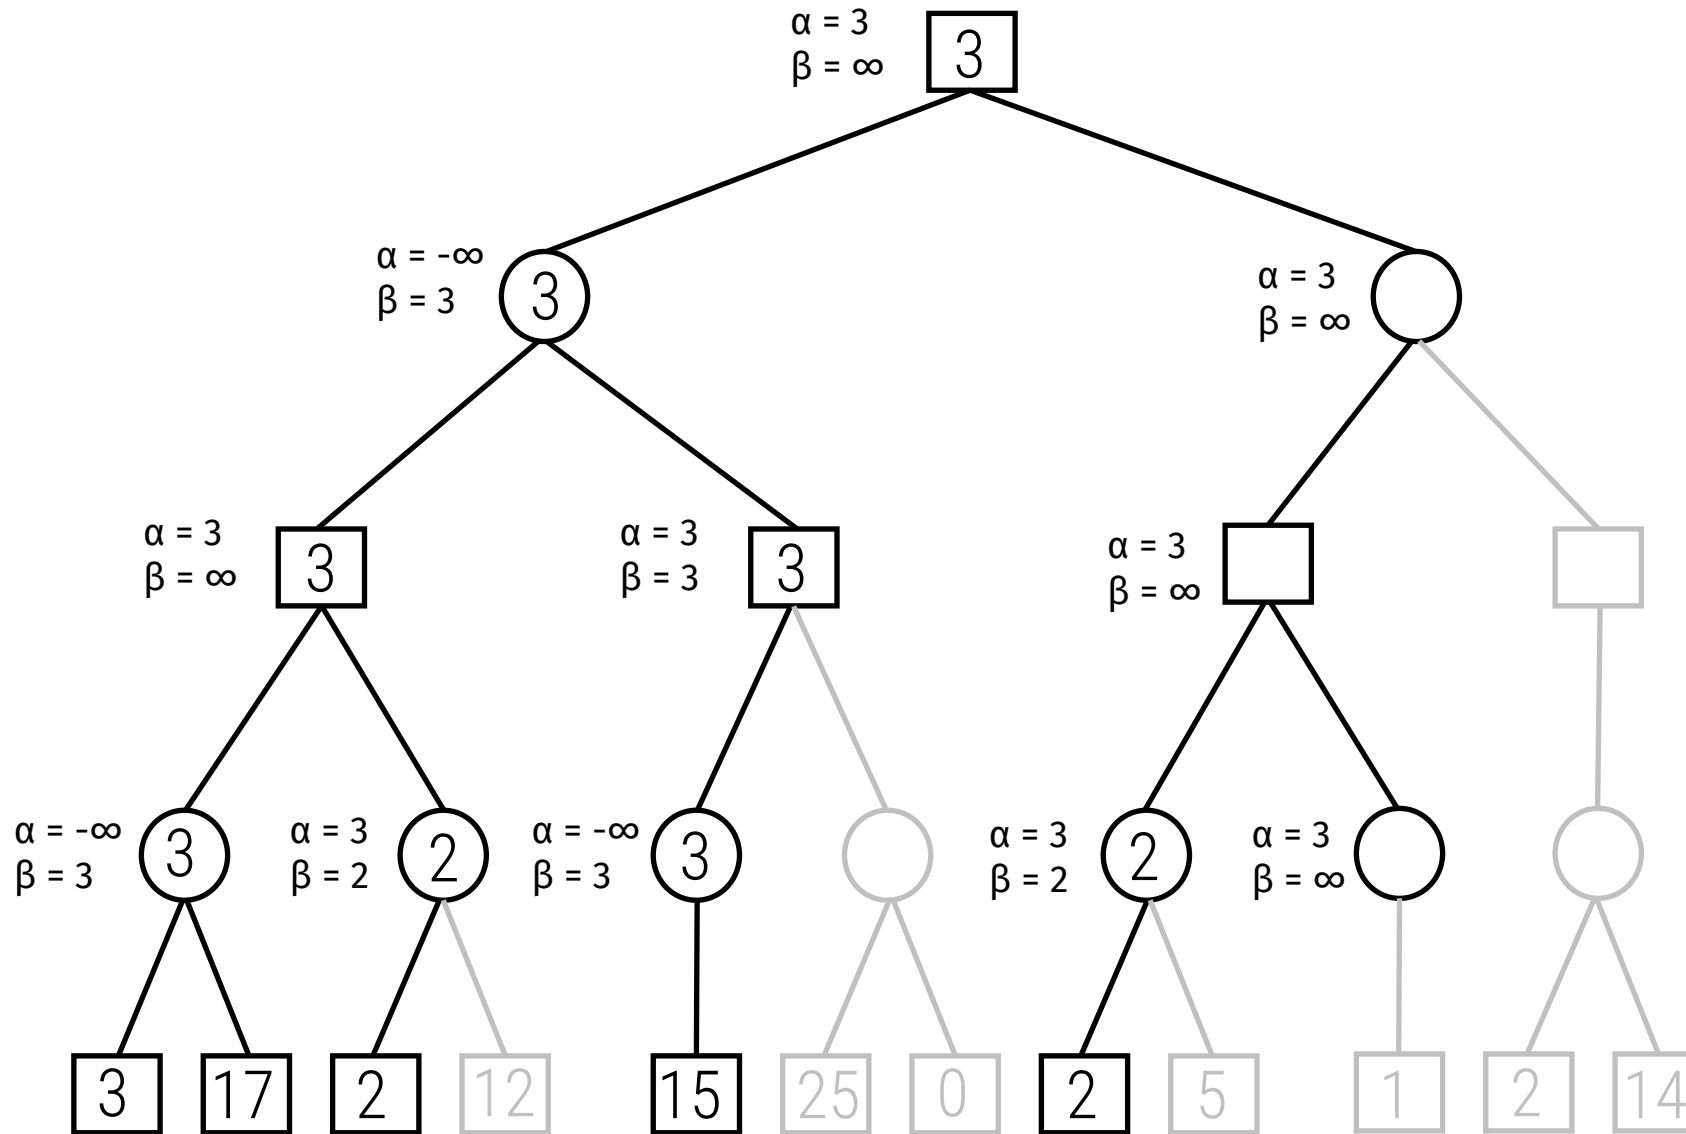 α = 3
β = ∞
3
α = -∞
β = 3
3
α = 3
β = ∞
α = 3
β = ∞
3
α = 3
β = 3
3
α = 3
β = ∞
α = -∞
β = 3
3
α = 3
β = 2
2
α = -∞
β = 3
3
α = 3
β = 2
2
α = 3
β = ∞
3 17 2 12 15 25 0 2 5 1 2 14